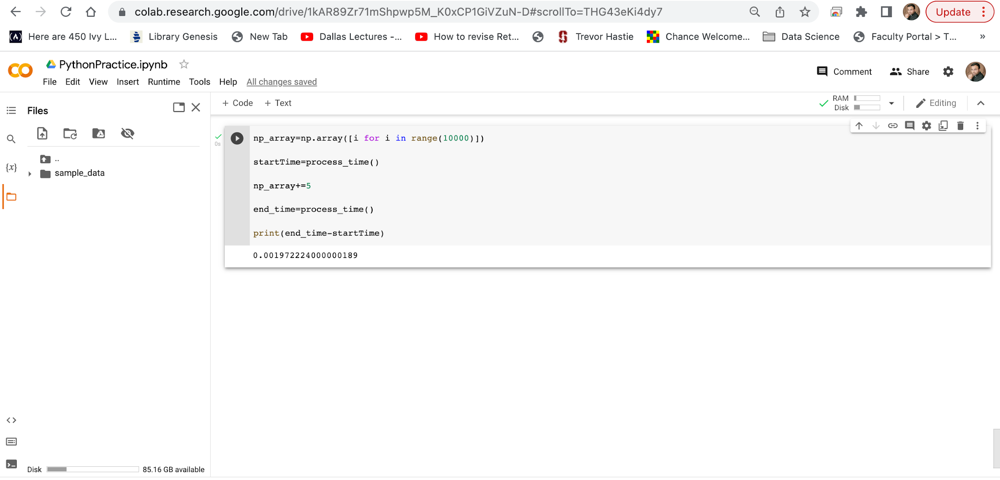 colab.research.google.com/drive/1kAR89Zr71mShpwp5M_K0xCP1GiVZuN-D#scrollTo=THG43eKi4dy7
Update
Here are 450 Ivy L...
Library Genesis
New Tab
Dallas Lectures -...
How to revise Ret...
Trevor Hastie
Chance Welcome...
Data Science
Faculty Portal > T...
»
PythonPractice.ipynb
File Edit View Insert Runtime Tools Help All changes saved
Comment
Share
Files
+ Code + Text
RAM
Disk
Editing
{x}
..
sample_data
0s
np_array=np.array([i for i in range(10000)])
startTime=process_time()
np_array+=5
end_time=process_time()
print(end_time-startTime)
0.001972224000000189
Disk 85.16 GB available